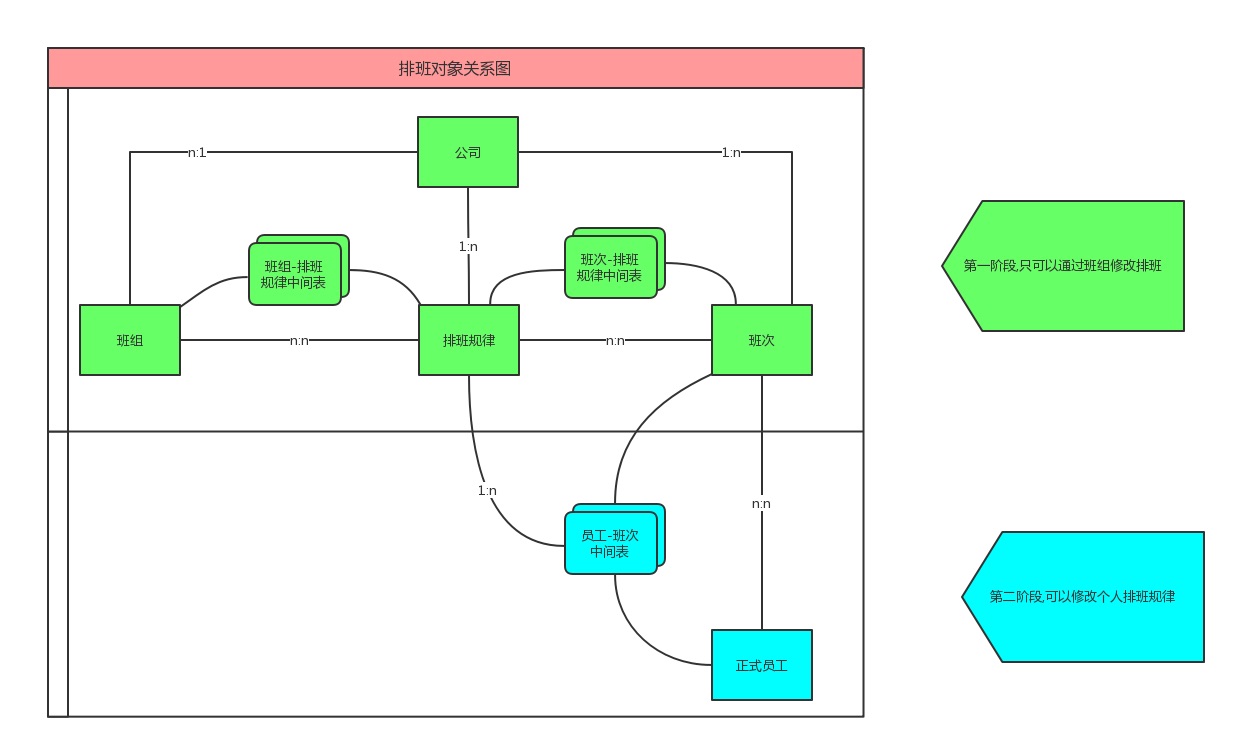 排班对象关系图
公司
n:1
1:n
1:n
班组-排班
规律中间表
班次-排班
规律中间表
第一阶段,只可以通过班组修改排班
班组
n:n
排班规律
n:n
班次
1:n
n:n
员工-班次
中间表
第二阶段,可以修改个人排班规律
正式员工